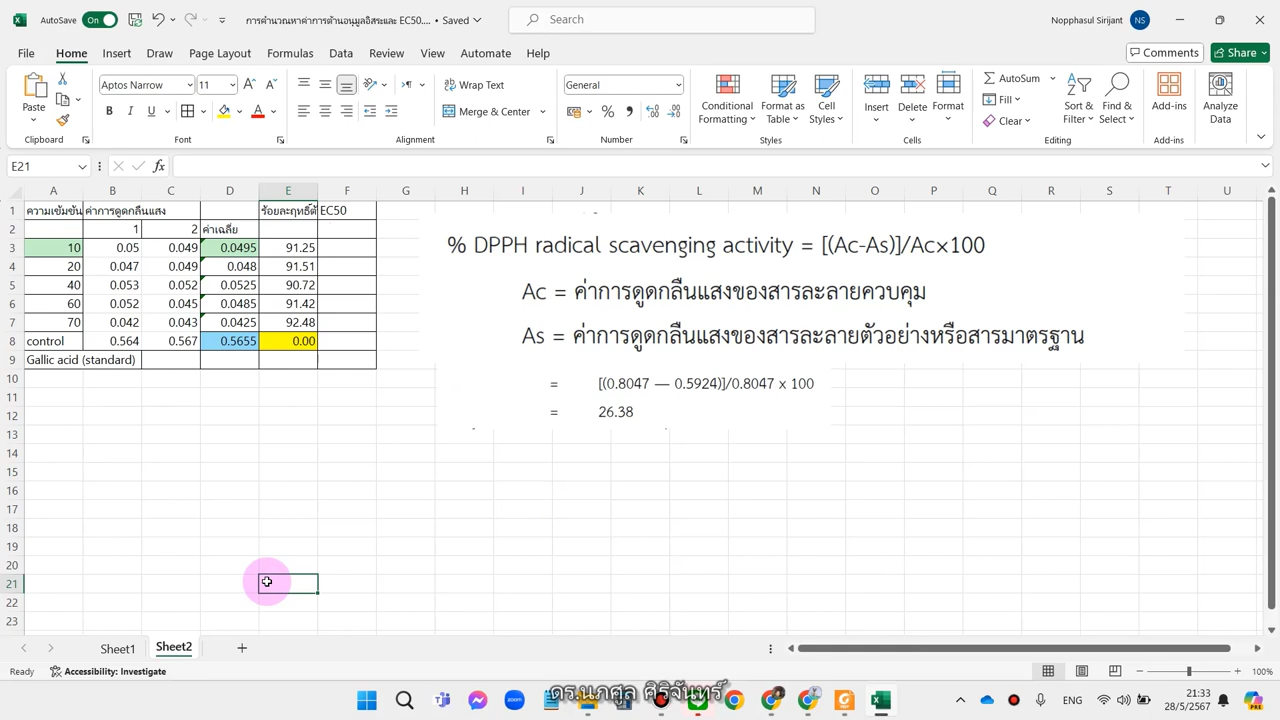 AutoSave On การคำนวณหาค่าการต้านอนุมูลอิสระและ EC50.... • Saved Search Nopphasul Sirijant NS
File Home Insert Draw Page Layout Formulas Data Review View Automate Help Comments Share
Paste Aptos Narrow 11 Wrap Text General Conditional Formatting Format as Table Cell Styles Insert Delete Format AutoSum Sort & Filter Find & Select Add-ins Analyze Data
B I U A Merge & Center % Fill Clear
Clipboard Font Alignment Number Styles Cells Editing Add-ins
E21 fx
A B C D E F G H I J K L M N O P Q R S T U
1 ความเข้มข้น ค่าการดูดกลืนแสง ร้อยละฤทธิ์ต้ EC50
2 1 2 ค่าเฉลี่ย
3 10 0.05 0.049 0.0495 91.25
4 20 0.047 0.049 0.048 91.51
5 40 0.053 0.052 0.0525 90.72
6 60 0.052 0.045 0.0485 91.42
7 70 0.042 0.043 0.0425 92.48
8 control 0.564 0.567 0.5655 0.00
9 Gallic acid (standard)
% DPPH radical scavenging activity = [(Ac-As)]/Ac×100
Ac = ค่าการดูดกลืนแสงของสารละลายควบคุม
As = ค่าการดูดกลืนแสงของสารละลายตัวอย่างหรือสารมาตรฐาน
= [(0.8047 — 0.5924)]/0.8047 x 100
= 26.38
10
11
12
13
14
15
16
17
18
19
20
21
22
23
Sheet1 Sheet2
Ready Accessibility: Investigate 100%
ดร.นภศูล ศิริจันทร์
ENG 21:33
28/5/2567